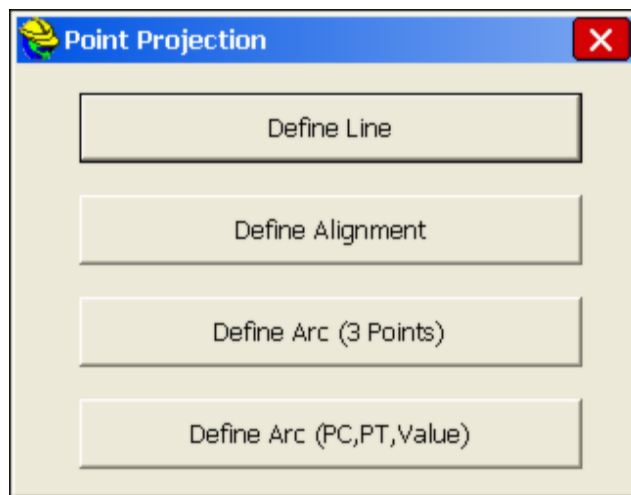 Point Projection
Define Line
Define Alignment
Define Arc (3 Points)
Define Arc (PC,PT,Value)